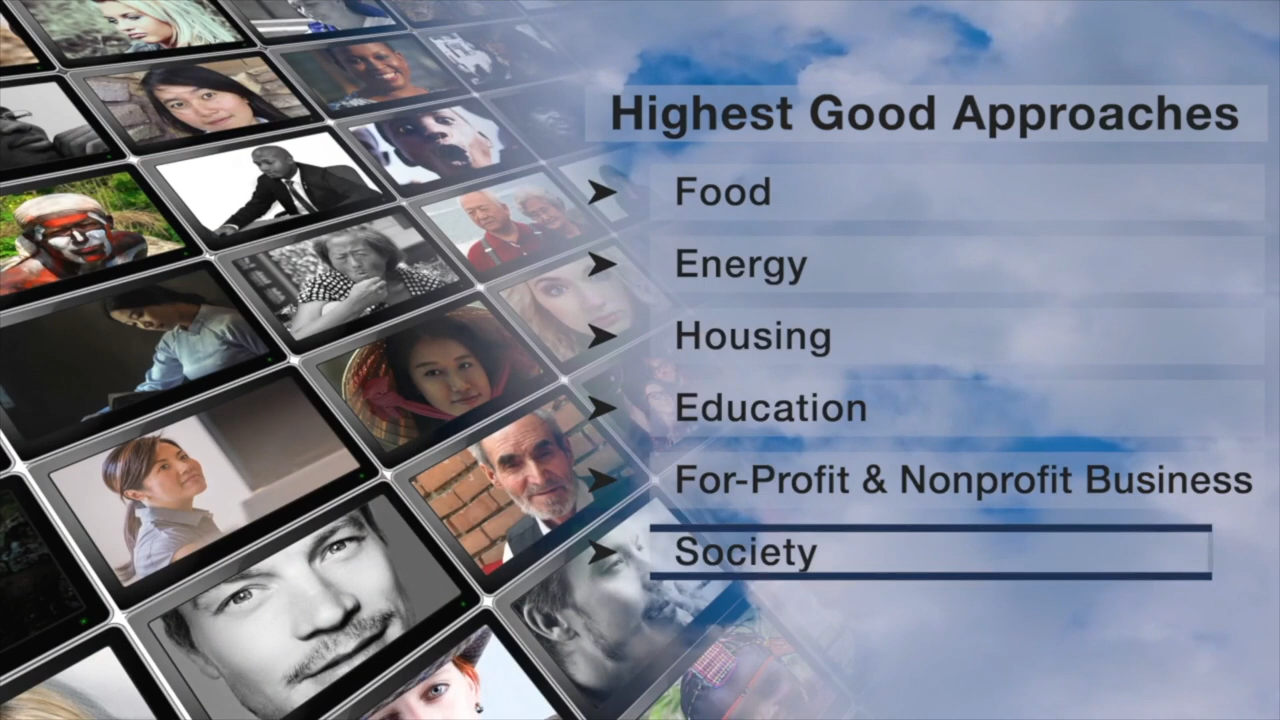 Highest Good Approaches
Food
Energy
Housing
Education
For-Profit & Nonprofit Business
Society